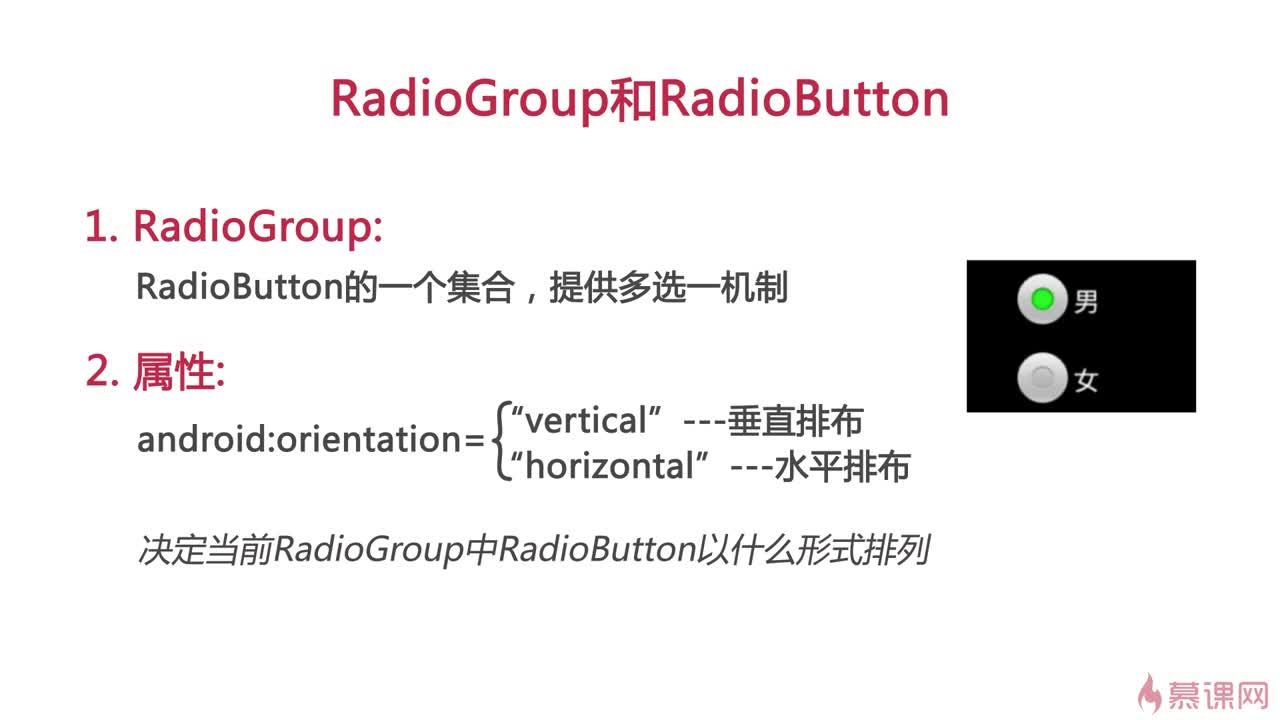 RadioGroup和RadioButton
1. RadioGroup:
RadioButton的一个集合，提供多选一机制
男
女
2. 属性:
android:orientation=
“vertical” ---垂直排布
“horizontal” ---水平排布
决定当前RadioGroup中RadioButton以什么形式排列
慕课网